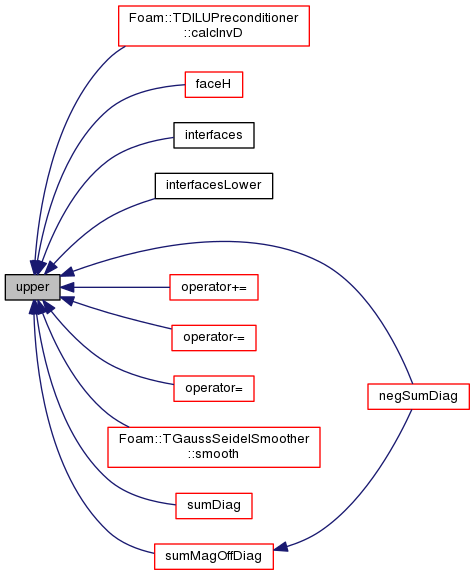 Foam::TDILUPreconditioner
::calcInvD
faceH
interfaces
interfacesLower
upper
operator+=
operator-=
operator=
negSumDiag
Foam::TGaussSeidelSmoother
::smooth
sumDiag
sumMagOffDiag